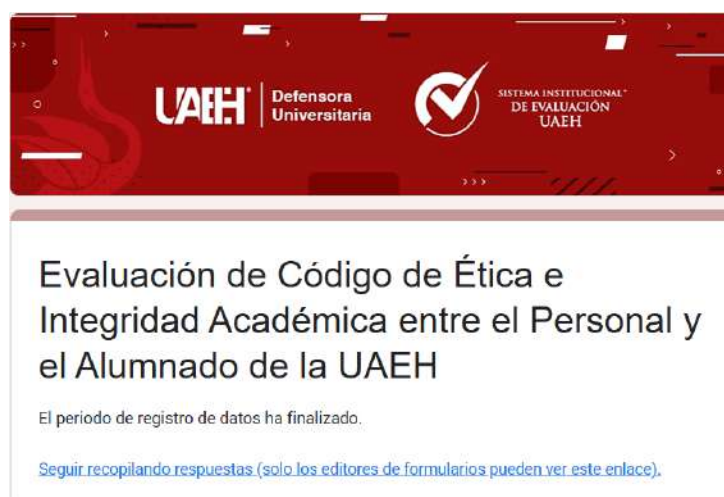 UAEH Defensora
Universitaria
SISTEMA INSTITUCIONAL
DE EVALUACIÓN
UAEH
Evaluación de Código de Ética e
Integridad Académica entre el Personal y
el Alumnado de la UAEH
El periodo de registro de datos ha finalizado.
Seguir recopilando respuestas (solo los editores de formularios pueden ver este enlace).